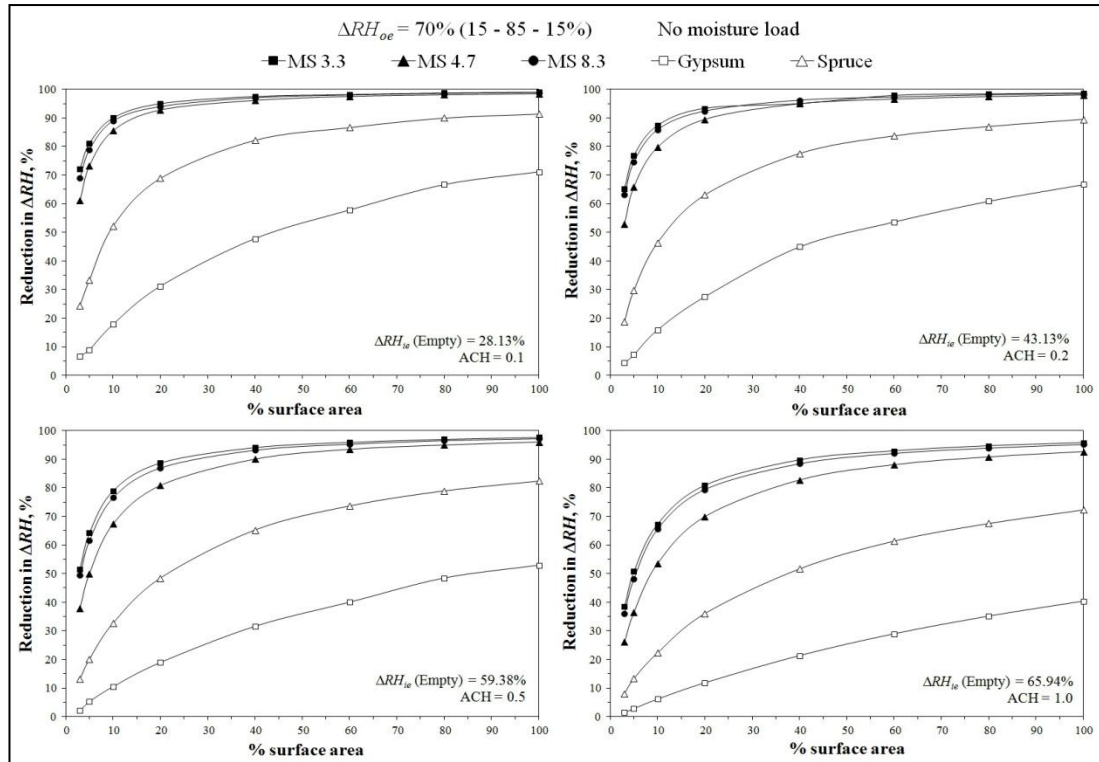 ΔRHoe = 70% (15 - 85 - 15%) No moisture load
MS 3.3 MS 4.7 MS 8.3 Gypsum Spruce
Reduction in ΔRH, %
100
90
80
70
60
50
40
30
20
10
0
ΔRHie (Empty) = 28.13%
ACH = 0.1
0 10 20 30 40 50 60 70 80 90 100
% surface area
Reduction in ΔRH, %
100
90
80
70
60
50
40
30
20
10
0
ΔRHie (Empty) = 43.13%
ACH = 0.2
0 10 20 30 40 50 60 70 80 90 100
% surface area
Reduction in ΔRH, %
100
90
80
70
60
50
40
30
20
10
0
ΔRHie (Empty) = 59.38%
ACH = 0.5
0 10 20 30 40 50 60 70 80 90 100
% surface area
Reduction in ΔRH, %
100
90
80
70
60
50
40
30
20
10
0
ΔRHie (Empty) = 65.94%
ACH = 1.0
0 10 20 30 40 50 60 70 80 90 100
% surface area